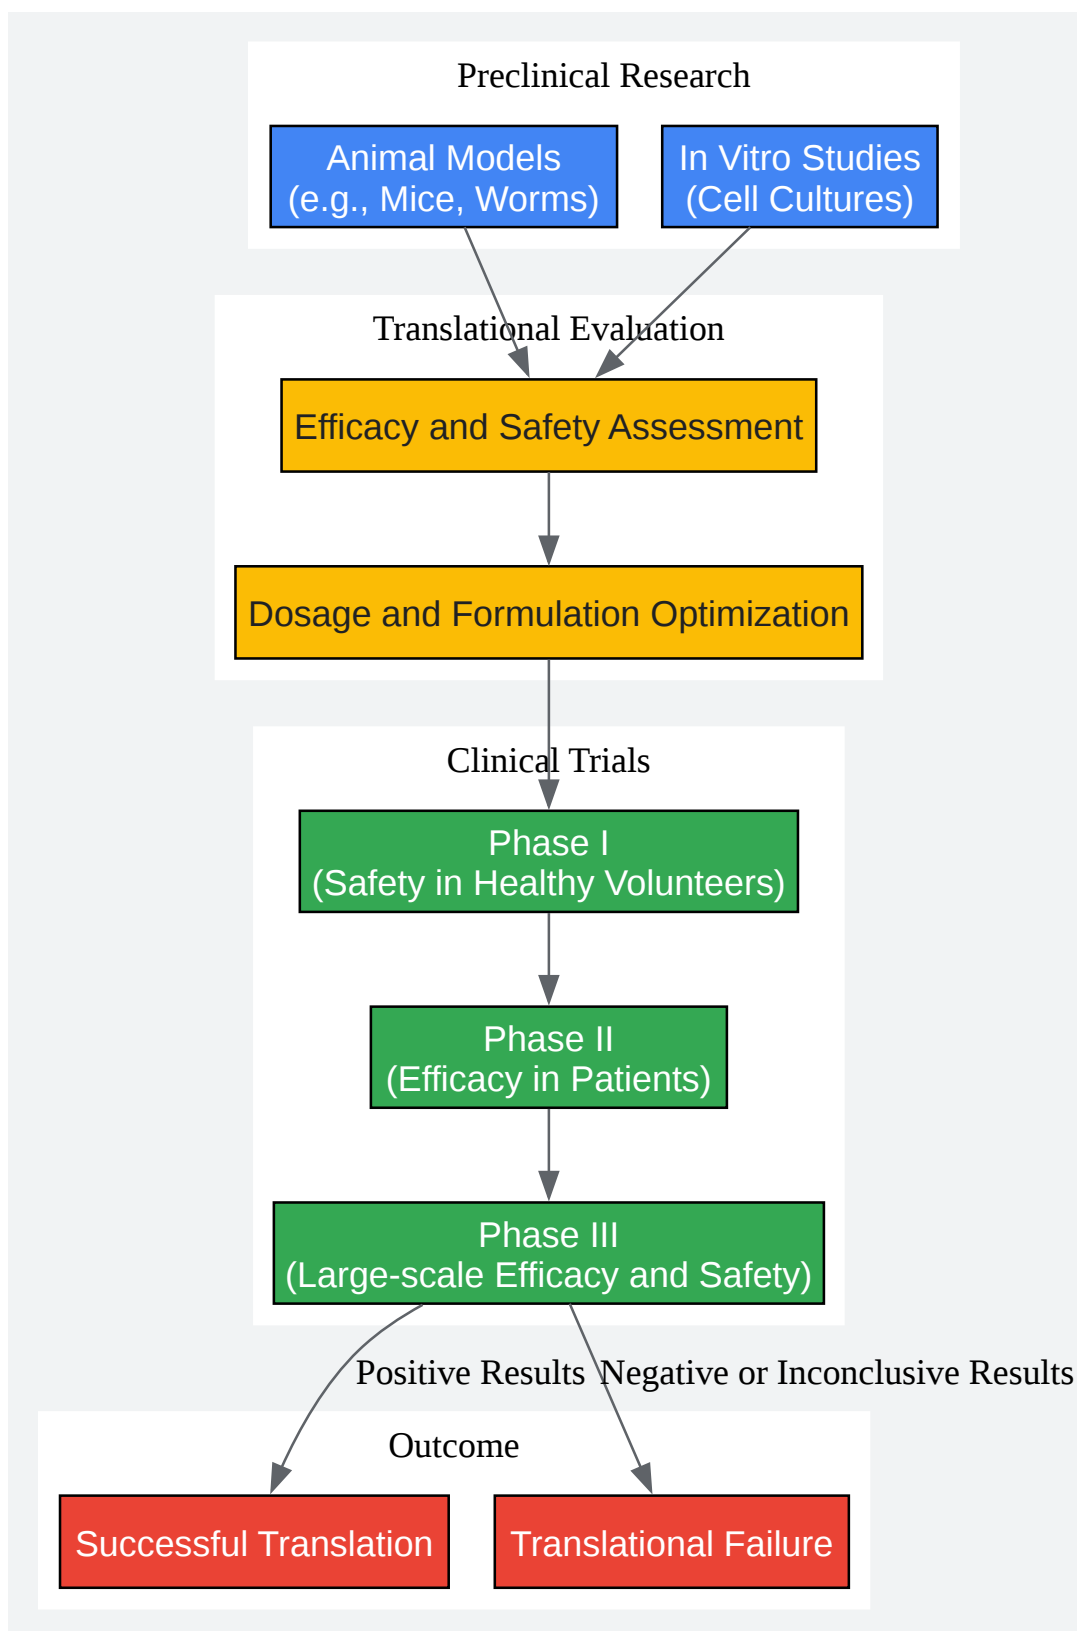 Preclinical Research
Animal Models
(e.g., Mice, Worms)
In Vitro Studies
(Cell Cultures)
Translational Evaluation
Efficacy and Safety Assessment
Dosage and Formulation Optimization
Clinical Trials
Phase I
(Safety in Healthy Volunteers)
Phase II
(Efficacy in Patients)
Phase III
(Large-scale Efficacy and Safety)
Positive Results
Negative or Inconclusive Results
Outcome
Successful Translation
Translational Failure